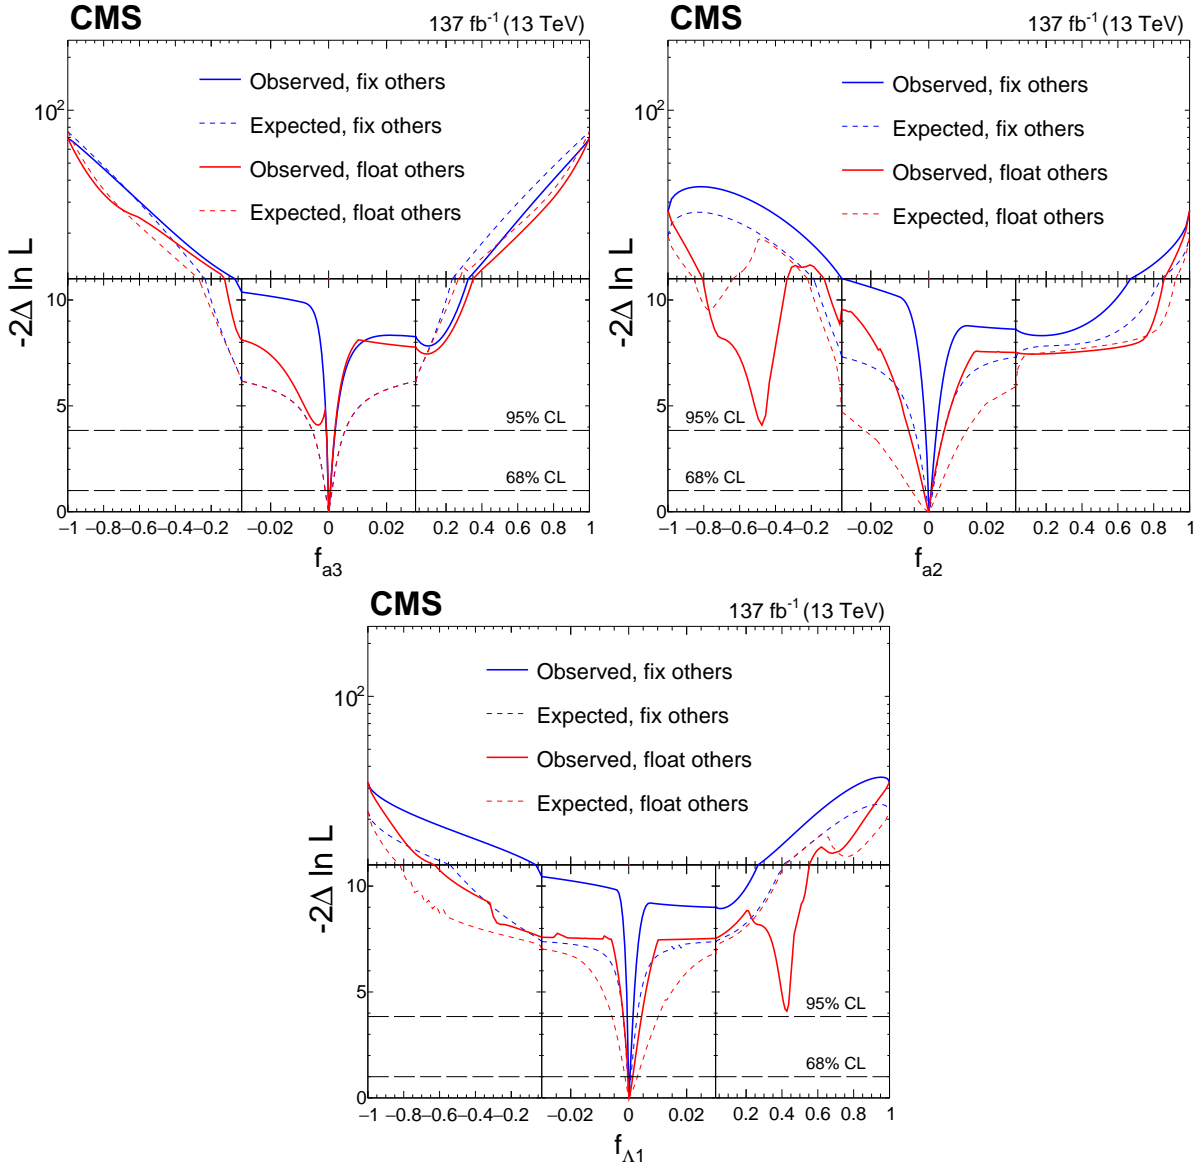 CMS 137 fb⁻¹ (13 TeV)
Observed, fix others
Expected, fix others
Observed, float others
Expected, float others
10²
10
5
0
-2Δ ln L
95% CL
68% CL
−1 −0.8 −0.6 −0.4 −0.2 −0.02 0 0.02 0.2 0.4 0.6 0.8 1
f_a3
CMS 137 fb⁻¹ (13 TeV)
Observed, fix others
Expected, fix others
Observed, float others
Expected, float others
10²
10
5
0
-2Δ ln L
95% CL
68% CL
−1 −0.8 −0.6 −0.4 −0.2 −0.02 0 0.02 0.2 0.4 0.6 0.8 1
f_a2
CMS 137 fb⁻¹ (13 TeV)
Observed, fix others
Expected, fix others
Observed, float others
Expected, float others
10²
10
5
0
-2Δ ln L
95% CL
68% CL
−1 −0.8 −0.6 −0.4 −0.2 −0.02 0 0.02 0.2 0.4 0.6 0.8 1
f_Λ1